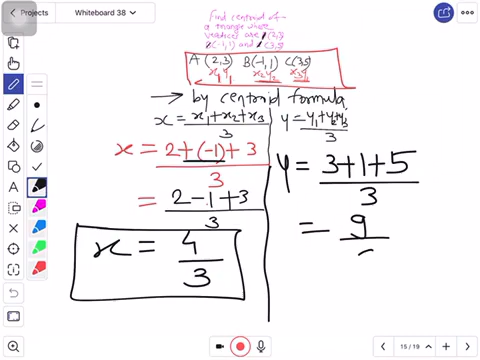 Projects
Whiteboard 38
Find centroid of
a triangle whose
vertices are (2,3)
(-1,1) and (3,5)
A (2,3) B(-1,1) C(3,5)
x₁ y₁ x₂ y₂ x₃ y₃
→ by centroid formula
x = x₁+x₂+x₃ / 3
y = y₁+y₂+y₃ / 3
x = 2+(-1)+3 / 3
= 2-1+3 / 3
x = 4 / 3
y = 3+1+5 / 3
= 9 /
15 / 19